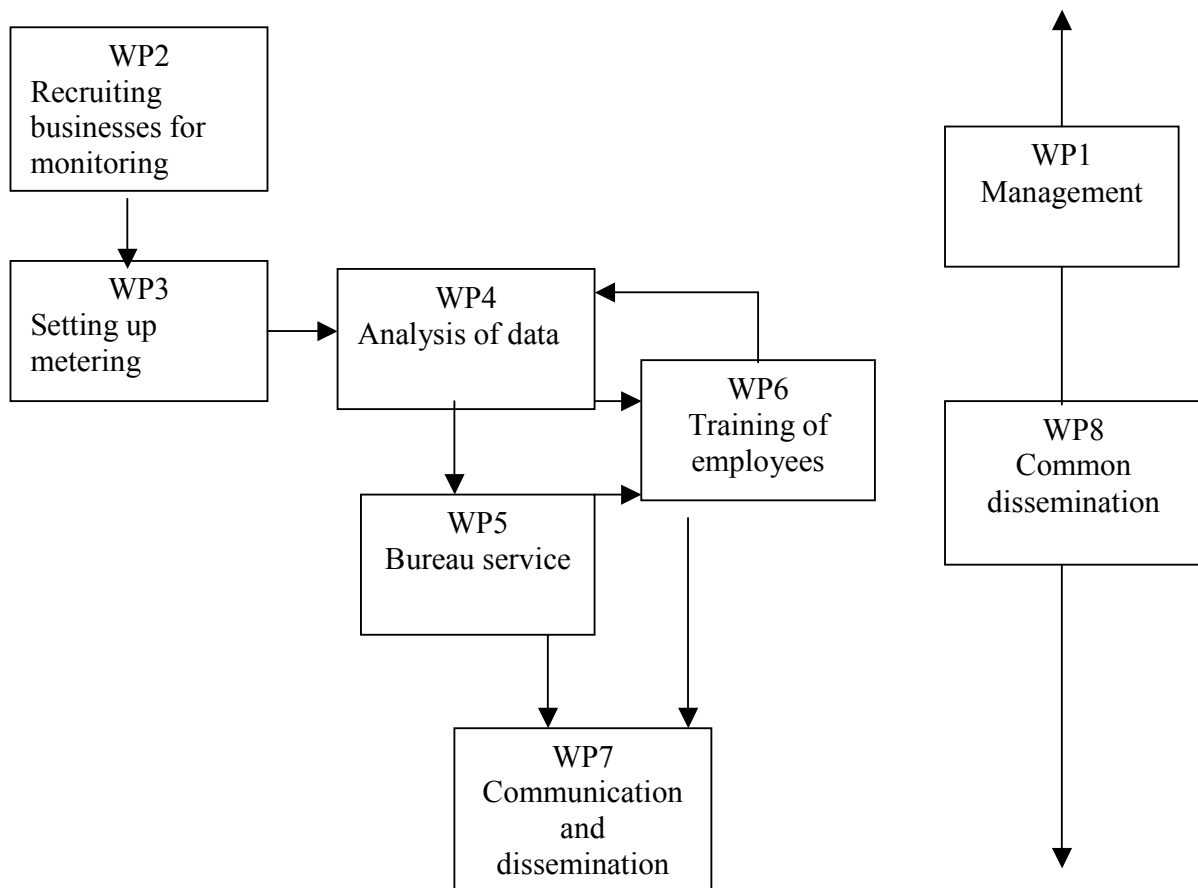 WP2
Recruiting
businesses for
monitoring
WP3
Setting up
metering
WP4
Analysis of data
WP6
Training of
employees
WP5
Bureau service
WP7
Communication
and
dissemination
WP1
Management
WP8
Common
dissemination